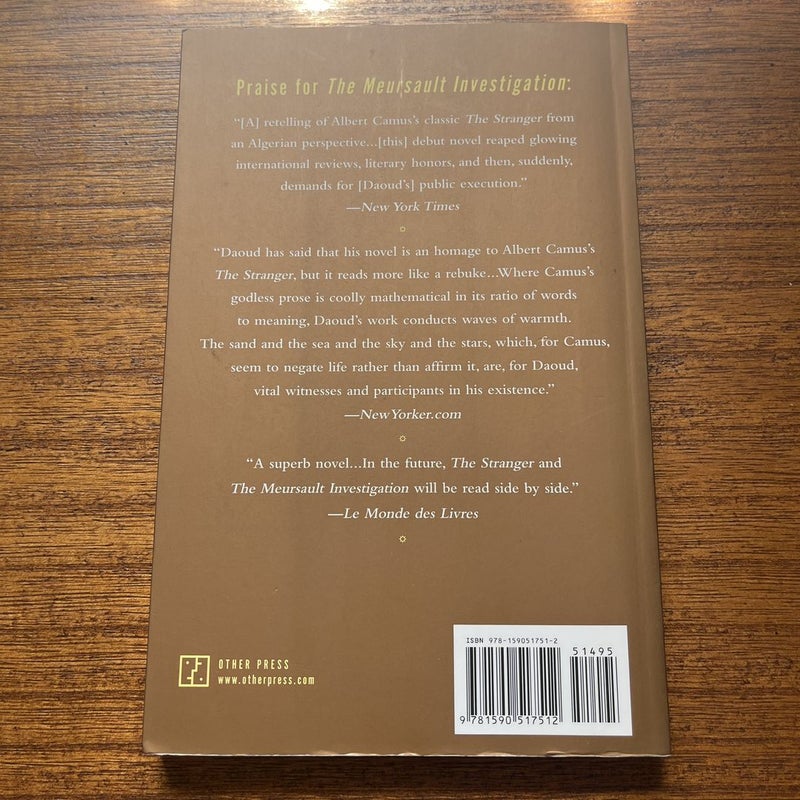 Praise for The Meursault Investigation:
“[A] retelling of Albert Camus’s classic The Stranger from
an Algerian perspective...[this] debut novel reaped glowing
international reviews, literary honors, and then, suddenly,
demands for [Daoud’s] public execution.”
—New York Times
“Daoud has said that his novel is an homage to Albert Camus’s
The Stranger, but it reads more like a rebuke...Where Camus’s
godless prose is coolly mathematical in its ratio of words
to meaning, Daoud’s work conducts waves of warmth.
The sand and the sea and the sky and the stars, which, for Camus,
seem to negate life rather than affirm it, are, for Daoud,
vital witnesses and participants in his existence.”
—NewYorker.com
“A superb novel...In the future, The Stranger and
The Meursault Investigation will be read side by side.”
—Le Monde des Livres
OTHER PRESS
www.otherpress.com
ISBN 978-159051751-2
51495
9781590517512